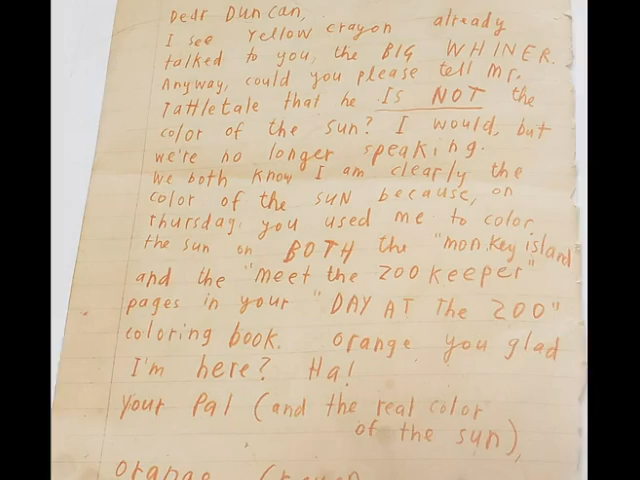 Dear Duncan,
I see Yellow crayon already
talked to you, the BIG WHINER.
Anyway, could you please tell Mr.
Tattletale that he IS NOT the
color of the sun? I would, but
we're no longer speaking.
We both know I am clearly the
color of the sun because, on
Thursday, you used me to color
the sun on BOTH the "monkey island"
and the "meet the zoo keeper"
pages in your "DAY AT The ZOO"
coloring book. Orange you glad
I'm here? Ha!
Your Pal (and the real color
of the sun),
Orange Crayon